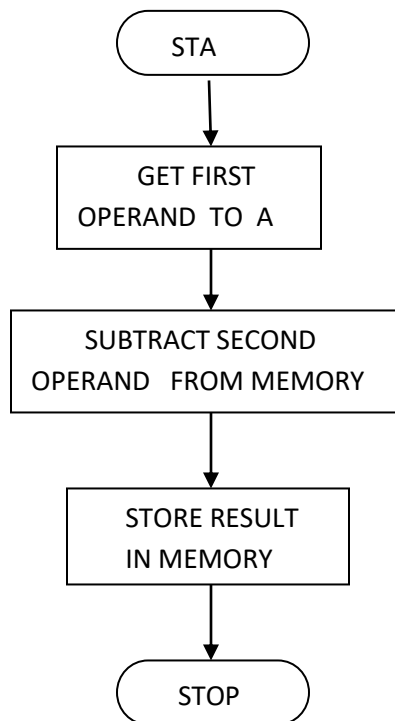 STA
GET FIRST
OPERAND TO A
SUBTRACT SECOND
OPERAND FROM MEMORY
STORE RESULT
IN MEMORY
STOP